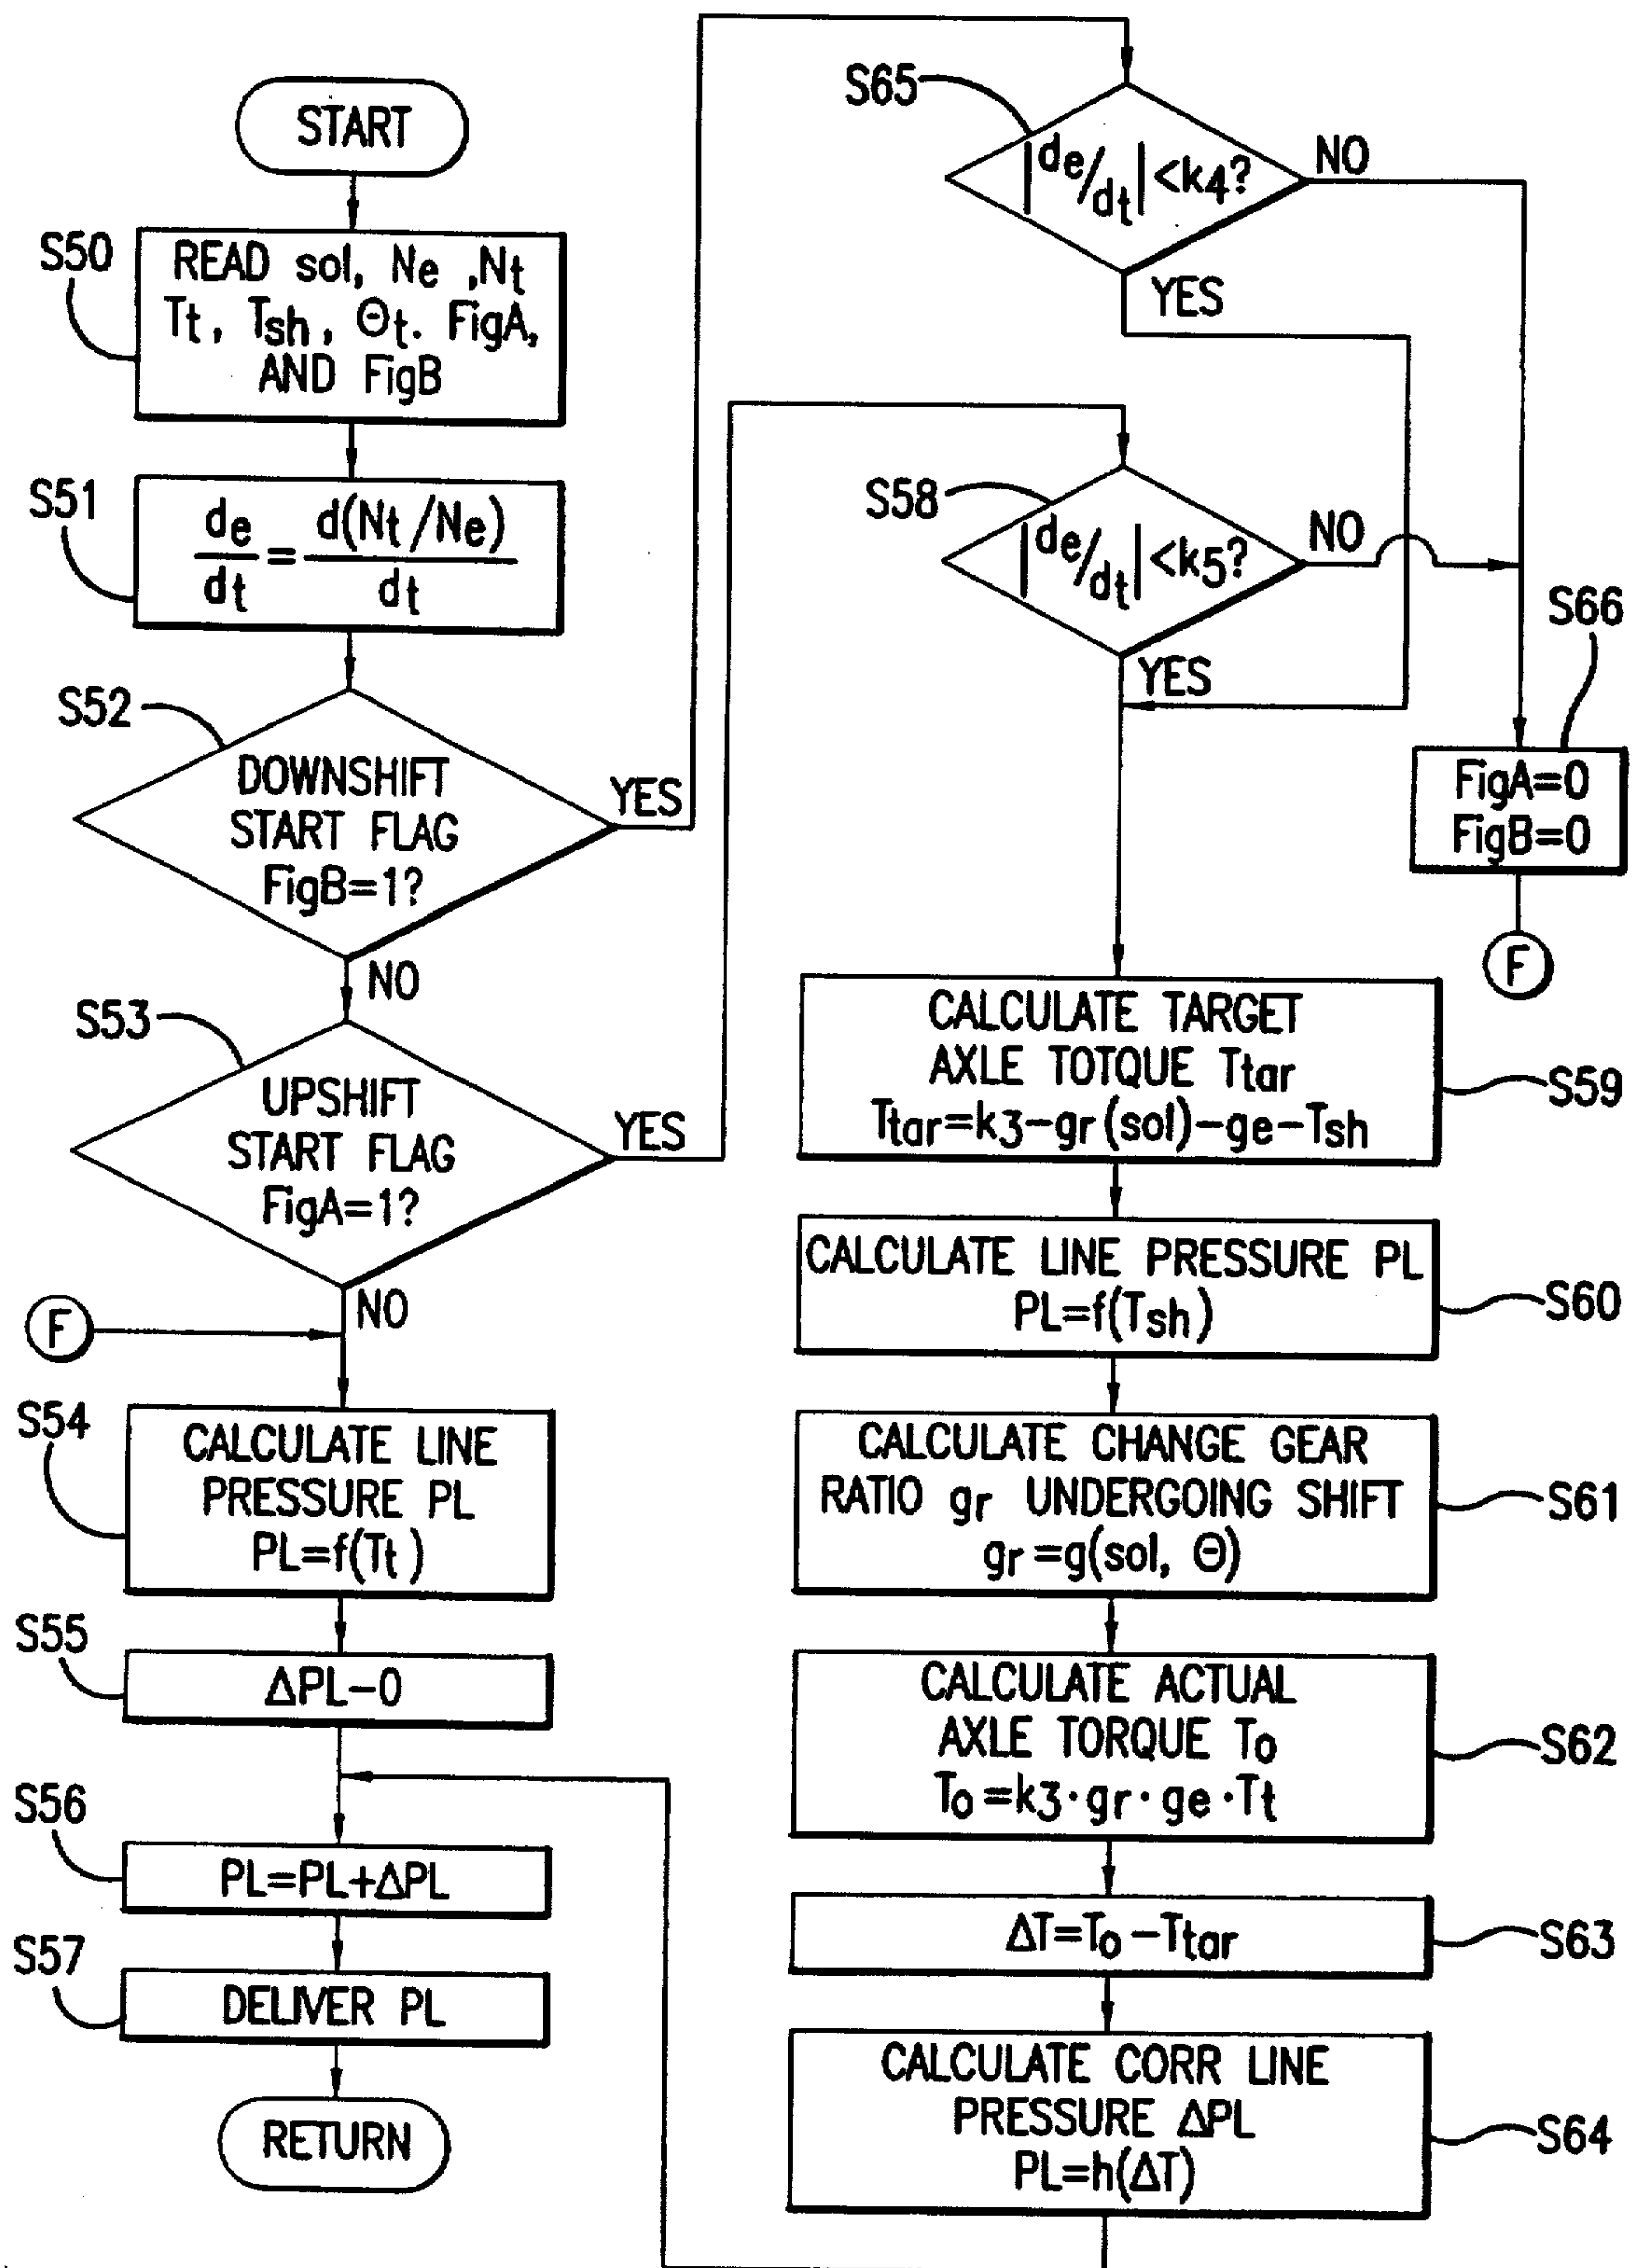 START
S50
READ sol, Ne ,Nt
Tt, Tsh, Θt. FigA,
AND FigB
S51
de/dt = d(Nt/Ne)/dt
S52
DOWNSHIFT
START FLAG
FigB=1?
YES
NO
S53
UPSHIFT
START FLAG
FigA=1?
YES
NO
F
S54
CALCULATE LINE
PRESSURE PL
PL=f(Tt)
S55
ΔPL-0
S56
PL=PL+ΔPL
S57
DELIVER PL
RETURN
S65
|de/dt|<k4?
NO
YES
S58
|de/dt|<k5?
NO
YES
S66
FigA=0
FigB=0
F
CALCULATE TARGET
AXLE TOTQUE Ttar
Ttar=k3-gr(sol)-ge-Tsh
S59
CALCULATE LINE PRESSURE PL
PL=f(Tsh)
S60
CALCULATE CHANGE GEAR
RATIO gr UNDERGOING SHIFT
gr=g(sol, Θ)
S61
CALCULATE ACTUAL
AXLE TORQUE To
To=k3·gr·ge·Tt
S62
ΔT=To-Ttar
S63
CALCULATE CORR LINE
PRESSURE ΔPL
PL=h(ΔT)
S64